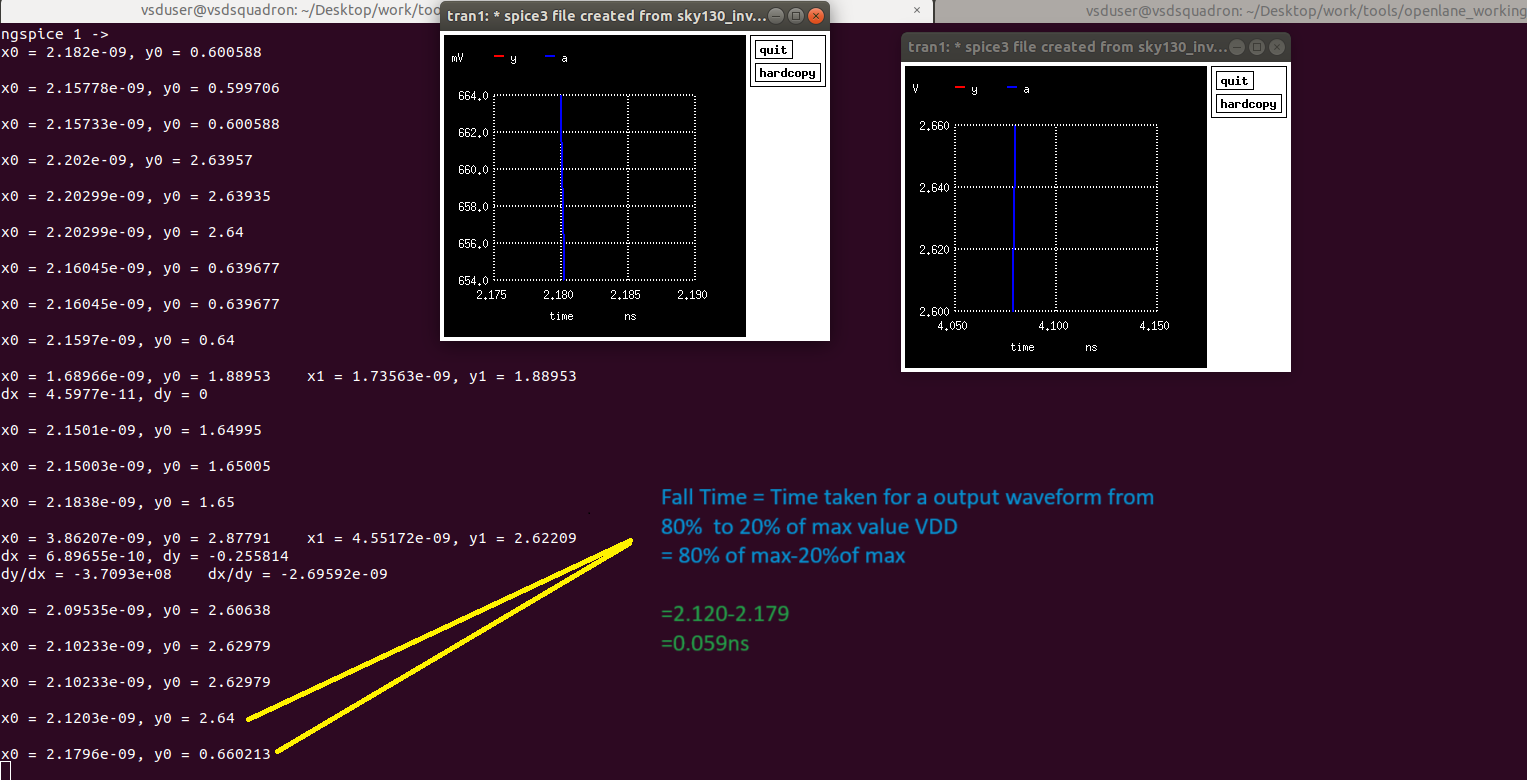 vsduser@vsdsquadron: ~/Desktop/work/too
vsduser@vsdsquadron: ~/Desktop/work/tools/openlane_working
ngspice 1 ->
x0 = 2.182e-09, y0 = 0.600588
x0 = 2.15778e-09, y0 = 0.599706
x0 = 2.15733e-09, y0 = 0.600588
x0 = 2.202e-09, y0 = 2.63957
x0 = 2.20299e-09, y0 = 2.63935
x0 = 2.20299e-09, y0 = 2.64
x0 = 2.16045e-09, y0 = 0.639677
x0 = 2.16045e-09, y0 = 0.639677
x0 = 2.1597e-09, y0 = 0.64
x0 = 1.68966e-09, y0 = 1.88953    x1 = 1.73563e-09, y1 = 1.88953
dx = 4.5977e-11, dy = 0
x0 = 2.1501e-09, y0 = 1.64995
x0 = 2.15003e-09, y0 = 1.65005
x0 = 2.1838e-09, y0 = 1.65
x0 = 3.86207e-09, y0 = 2.87791    x1 = 4.55172e-09, y1 = 2.62209
dx = 6.89655e-10, dy = -0.255814
dy/dx = -3.7093e+08    dx/dy = -2.69592e-09
x0 = 2.09535e-09, y0 = 2.60638
x0 = 2.10233e-09, y0 = 2.62979
x0 = 2.10233e-09, y0 = 2.62979
x0 = 2.1203e-09, y0 = 2.64
x0 = 2.1796e-09, y0 = 0.660213
tran1: * spice3 file created from sky130_inv...
quit
hardcopy
mV y a
664.0
662.0
660.0
658.0
656.0
654.0
2.175 2.180 2.185 2.190
time ns
tran1: * spice3 file created from sky130_inv...
quit
hardcopy
V y a
2.660
2.640
2.620
2.600
4.050 4.100 4.150
time ns
Fall Time = Time taken for a output waveform from
80%  to 20% of max value VDD
= 80% of max-20%of max
=2.120-2.179
=0.059ns